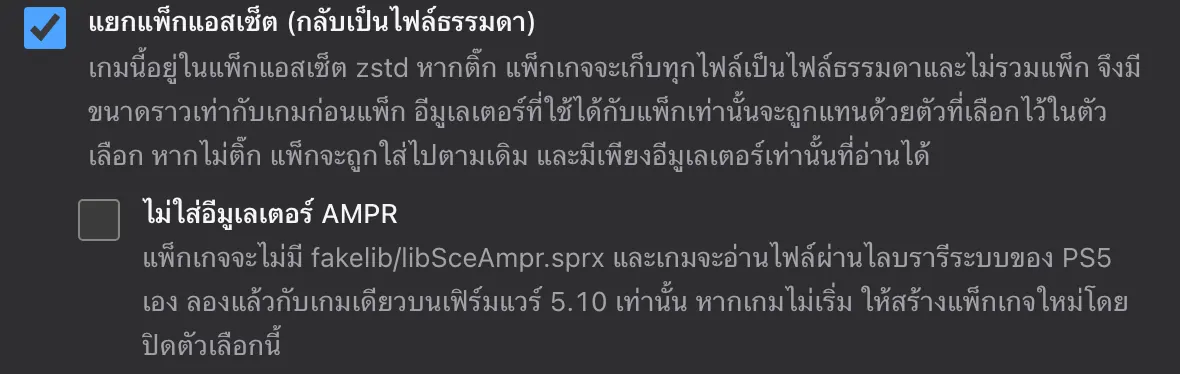 แยกแพ็กแอสเซ็ต (กลับเป็นไฟล์ธรรมดา)
เกมนี้อยู่ในแพ็กแอสเซ็ต zstd หากติ๊ก แพ็กเกจจะเก็บทุกไฟล์เป็นไฟล์ธรรมดาและไม่รวมแพ็ก จึงมี
ขนาดราวเท่ากับเกมก่อนแพ็ก อีมูเลเตอร์ที่ใช้ได้กับแพ็กเท่านั้นจะถูกแทนด้วยตัวที่เลือกไว้ในตัว
เลือก หากไม่ติ๊ก แพ็กจะถูกใส่ไปตามเดิม และมีเพียงอีมูเลเตอร์เท่านั้นที่อ่านได้
ไม่ใส่อีมูเลเตอร์ AMPR
แพ็กเกจจะไม่มี fakelib/libSceAmpr.sprx และเกมจะอ่านไฟล์ผ่านไลบรารีระบบของ PS5
เอง ลองแล้วกับเกมเดียวบนเฟิร์มแวร์ 5.10 เท่านั้น หากเกมไม่เริ่ม ให้สร้างแพ็กเกจใหม่โดย
ปิดตัวเลือกนี้